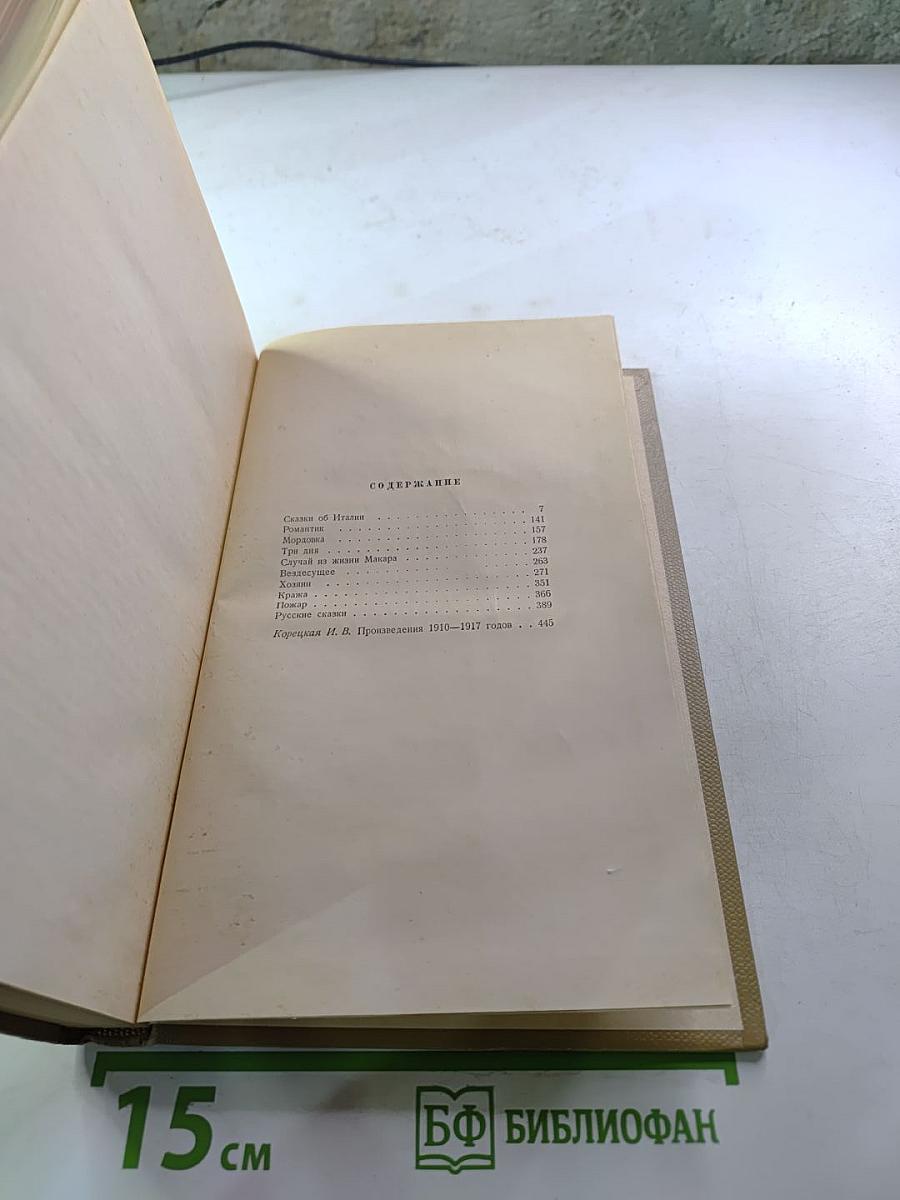 СОДЕРЖАНИЕ
Сказки об Италии . . . . . . . . . . . . . . . . 7
Романтик . . . . . . . . . . . . . . . . . . 141
Мордовка . . . . . . . . . . . . . . . . . . 157
Три дня . . . . . . . . . . . . . . . . . . 178
Случай из жизни Макара . . . . . . . . . . . . 237
Вездесущее . . . . . . . . . . . . . . . . . 263
Хозяин . . . . . . . . . . . . . . . . . . 271
Кража . . . . . . . . . . . . . . . . . . . 351
Пожар . . . . . . . . . . . . . . . . . . . 366
Русские сказки . . . . . . . . . . . . . . . . 389
Корецкая И. В. Произведения 1910—1917 годов . . 445
15 см
БФ БИБЛИОФАН